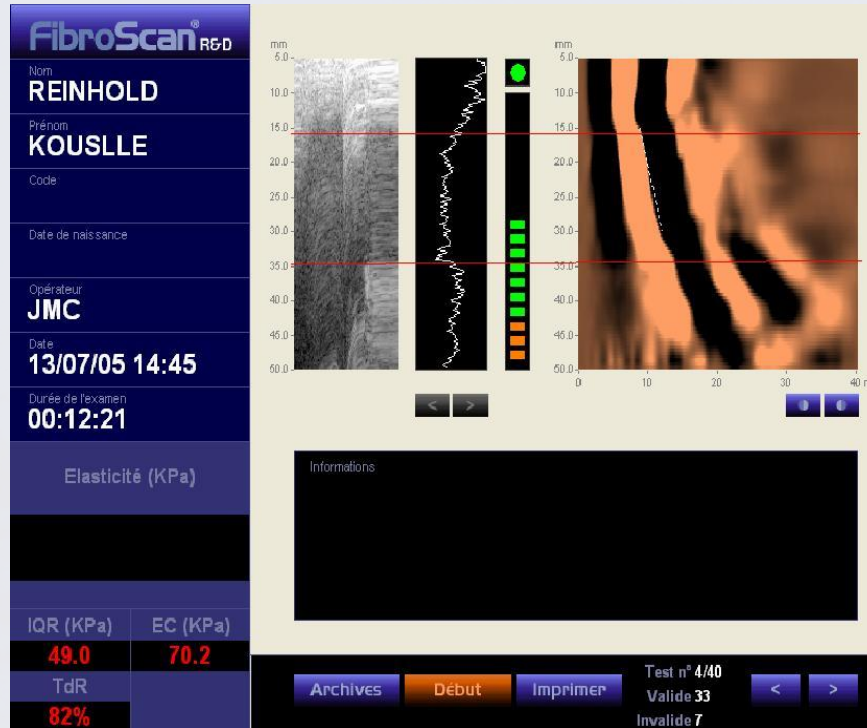 FibroScan® R&D
Nom
REINHOLD
Prénom
KOUSLLE
Code
Date de naissance
Opérateur
JMC
Date
13/07/05 14:45
Durée de l'examen
00:12:21
Elasticité (KPa)
IQR (KPa) EC (KPa)
49.0 70.2
TdR
82%
mm
5.0
10.0
15.0
20.0
25.0
30.0
35.0
40.0
45.0
50.0
< >
mm
5.0
10.0
15.0
20.0
25.0
30.0
35.0
40.0
45.0
50.0
0 10 20 30 40
Informations
Archives Début Imprimer
Test n° 4/40
Valide 33
Invalide 7
< >